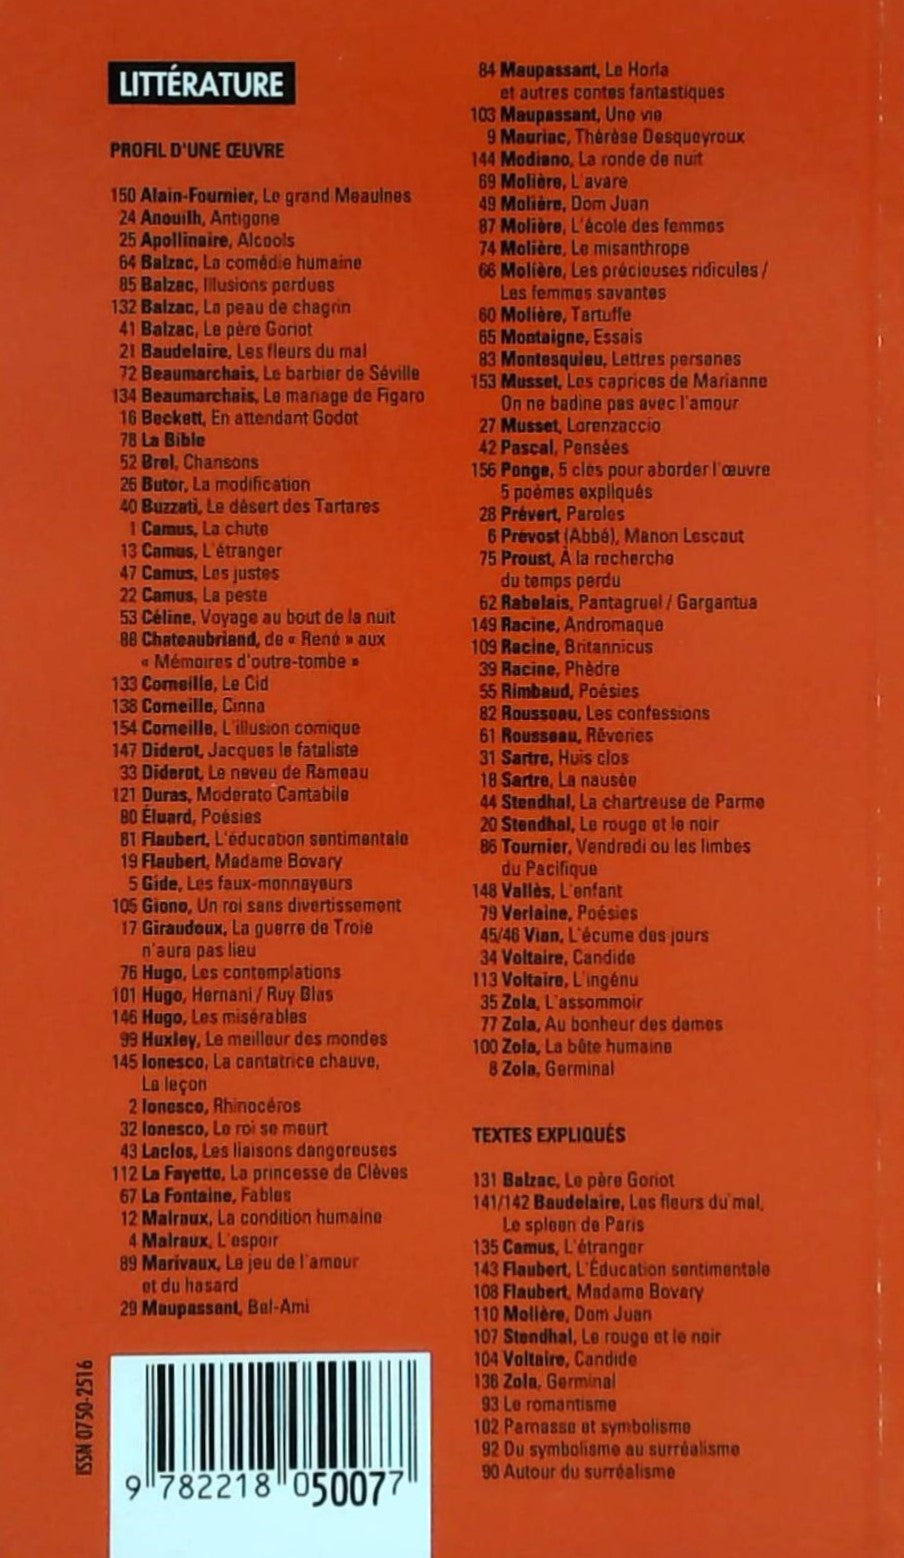 LITTÉRATURE
PROFIL D'UNE ŒUVRE
150 Alain-Fournier, Le grand Meaulnes
24 Anouilh, Antigone
25 Apollinaire, Alcools
64 Balzac, La comédie humaine
85 Balzac, Illusions perdues
132 Balzac, La peau de chagrin
41 Balzac, Le père Goriot
21 Baudelaire, Les fleurs du mal
72 Beaumarchais, Le barbier de Séville
134 Beaumarchais, Le mariage de Figaro
16 Beckett, En attendant Godot
78 La Bible
52 Brel, Chansons
26 Butor, La modification
40 Buzzati, Le désert des Tartares
1 Camus, La chute
13 Camus, L'étranger
47 Camus, Les justes
22 Camus, La peste
53 Céline, Voyage au bout de la nuit
88 Chateaubriand, de « René » aux
« Mémoires d'outre-tombe »
133 Corneille, Le Cid
138 Corneille, Cinna
154 Corneille, L'illusion comique
147 Diderot, Jacques le fataliste
33 Diderot, Le neveu de Rameau
121 Duras, Moderato Cantabile
80 Éluard, Poésies
81 Flaubert, L'éducation sentimentale
19 Flaubert, Madame Bovary
5 Gide, Les faux-monnayeurs
105 Giono, Un roi sans divertissement
17 Giraudoux, La guerre de Troie
n'aura pas lieu
76 Hugo, Les contemplations
101 Hugo, Hernani / Ruy Blas
146 Hugo, Les misérables
99 Huxley, Le meilleur des mondes
145 Ionesco, La cantatrice chauve,
La leçon
2 Ionesco, Rhinocéros
32 Ionesco, Le roi se meurt
43 Laclos, Les liaisons dangereuses
112 La Fayette, La princesse de Clèves
67 La Fontaine, Fables
12 Malraux, La condition humaine
4 Malraux, L'espoir
89 Marivaux, Le jeu de l'amour
et du hasard
29 Maupassant, Bel-Ami
84 Maupassant, Le Horla
et autres contes fantastiques
103 Maupassant, Une vie
9 Mauriac, Thérèse Desqueyroux
144 Modiano, La ronde de nuit
69 Molière, L'avare
49 Molière, Dom Juan
87 Molière, L'école des femmes
74 Molière, Le misanthrope
66 Molière, Les précieuses ridicules /
Les femmes savantes
60 Molière, Tartuffe
65 Montaigne, Essais
83 Montesquieu, Lettres persanes
153 Musset, Les caprices de Marianne
On ne badine pas avec l'amour
27 Musset, Lorenzaccio
42 Pascal, Pensées
156 Ponge, 5 clés pour aborder l'œuvre
5 poèmes expliqués
28 Prévert, Paroles
6 Prévost (Abbé), Manon Lescaut
75 Proust, À la recherche
du temps perdu
62 Rabelais, Pantagruel / Gargantua
149 Racine, Andromaque
109 Racine, Britannicus
39 Racine, Phèdre
55 Rimbaud, Poésies
82 Rousseau, Les confessions
61 Rousseau, Rêveries
31 Sartre, Huis clos
18 Sartre, La nausée
44 Stendhal, La chartreuse de Parme
20 Stendhal, Le rouge et le noir
86 Tournier, Vendredi ou les limbes
du Pacifique
148 Vallès, L'enfant
79 Verlaine, Poésies
45/46 Vian, L'écume des jours
34 Voltaire, Candide
113 Voltaire, L'ingénu
35 Zola, L'assommoir
77 Zola, Au bonheur des dames
100 Zola, La bête humaine
8 Zola, Germinal
TEXTES EXPLIQUÉS
131 Balzac, Le père Goriot
141/142 Baudelaire, Les fleurs du mal,
Le spleen de Paris
135 Camus, L'étranger
143 Flaubert, L'Éducation sentimentale
108 Flaubert, Madame Bovary
110 Molière, Dom Juan
107 Stendhal, Le rouge et le noir
104 Voltaire, Candide
136 Zola, Germinal
93 Le romantisme
102 Parnasse et symbolisme
92 Du symbolisme au surréalisme
90 Autour du surréalisme
ISSN 0750-2516
9 782218 050077